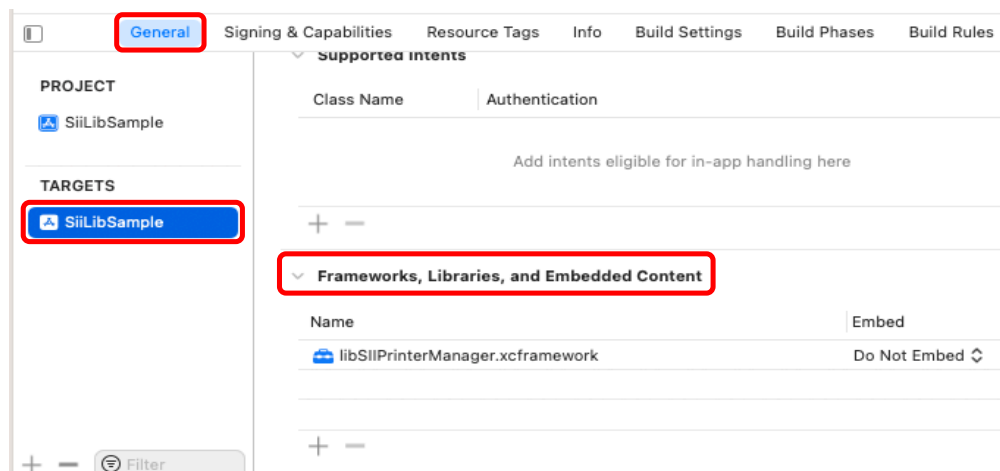 General Signing & Capabilities Resource Tags Info Build Settings Build Phases Build Rules
Supported Intents
PROJECT
SiiLibSample
TARGETS
SiiLibSample
Filter
Class Name Authentication
Add intents eligible for in-app handling here
Frameworks, Libraries, and Embedded Content
Name Embed
libSIIPrinterManager.xcframework Do Not Embed